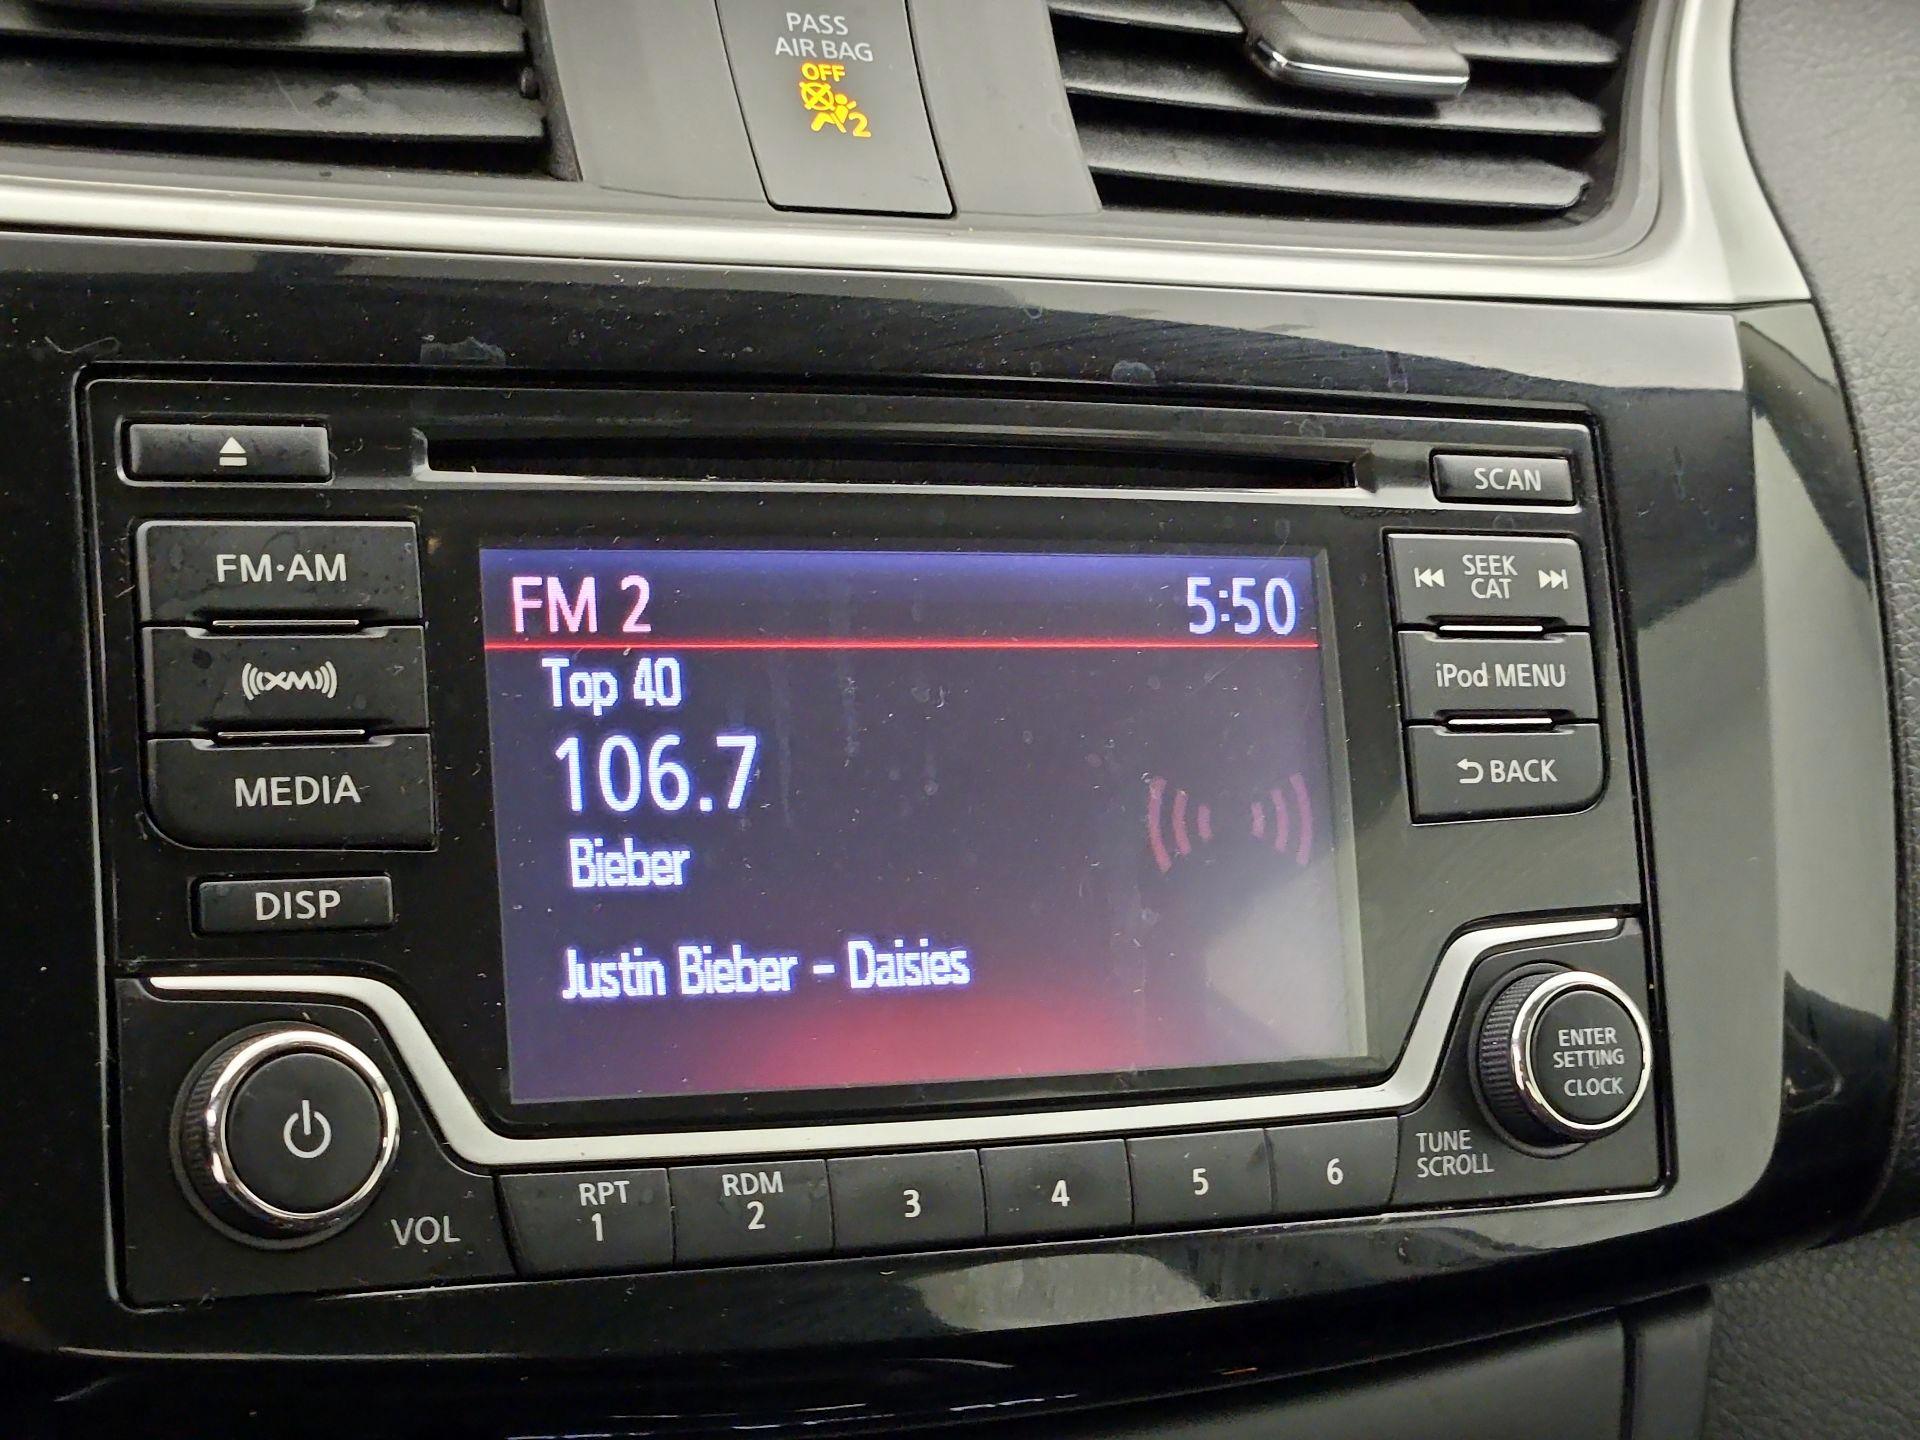 PASS
AIR BAG
OFF
2
SCAN
FM·AM
SEEK
CAT
XM
iPod MENU
MEDIA
BACK
DISP
FM 2 5:50
Top 40
106.7
Bieber
Justin Bieber - Daisies
ENTER
SETTING
CLOCK
TUNE
SCROLL
VOL
RPT
1
RDM
2
3
4
5
6